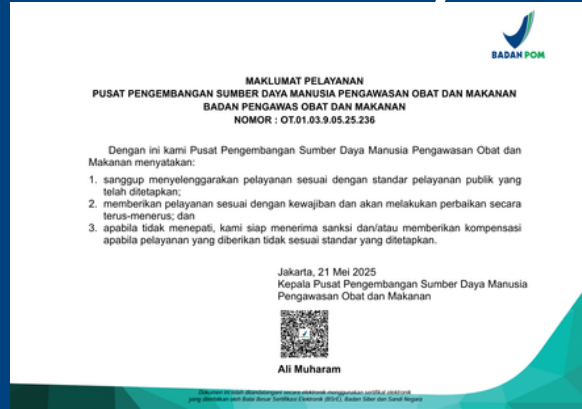 BADAN POM
MAKLUMAT PELAYANAN
PUSAT PENGEMBANGAN SUMBER DAYA MANUSIA PENGAWASAN OBAT DAN MAKANAN
BADAN PENGAWAS OBAT DAN MAKANAN
NOMOR : OT.01.03.9.05.25.236
Dengan ini kami Pusat Pengembangan Sumber Daya Manusia Pengawasan Obat dan
Makanan menyatakan:
1. sanggup menyelenggarakan pelayanan sesuai dengan standar pelayanan publik yang
telah ditetapkan;
2. memberikan pelayanan sesuai dengan kewajiban dan akan melakukan perbaikan secara
terus-menerus; dan
3. apabila tidak menepati, kami siap menerima sanksi dan/atau memberikan kompensasi
apabila pelayanan yang diberikan tidak sesuai standar yang ditetapkan.
Jakarta, 21 Mei 2025
Kepala Pusat Pengembangan Sumber Daya Manusia
Pengawasan Obat dan Makanan
Ali Muharam
Dokumen ini telah ditandatangani secara elektronik menggunakan sertifikat elektronik
yang diterbitkan oleh Balai Besar Sertifikasi Elektronik (BSrE), Badan Siber dan Sandi Negara